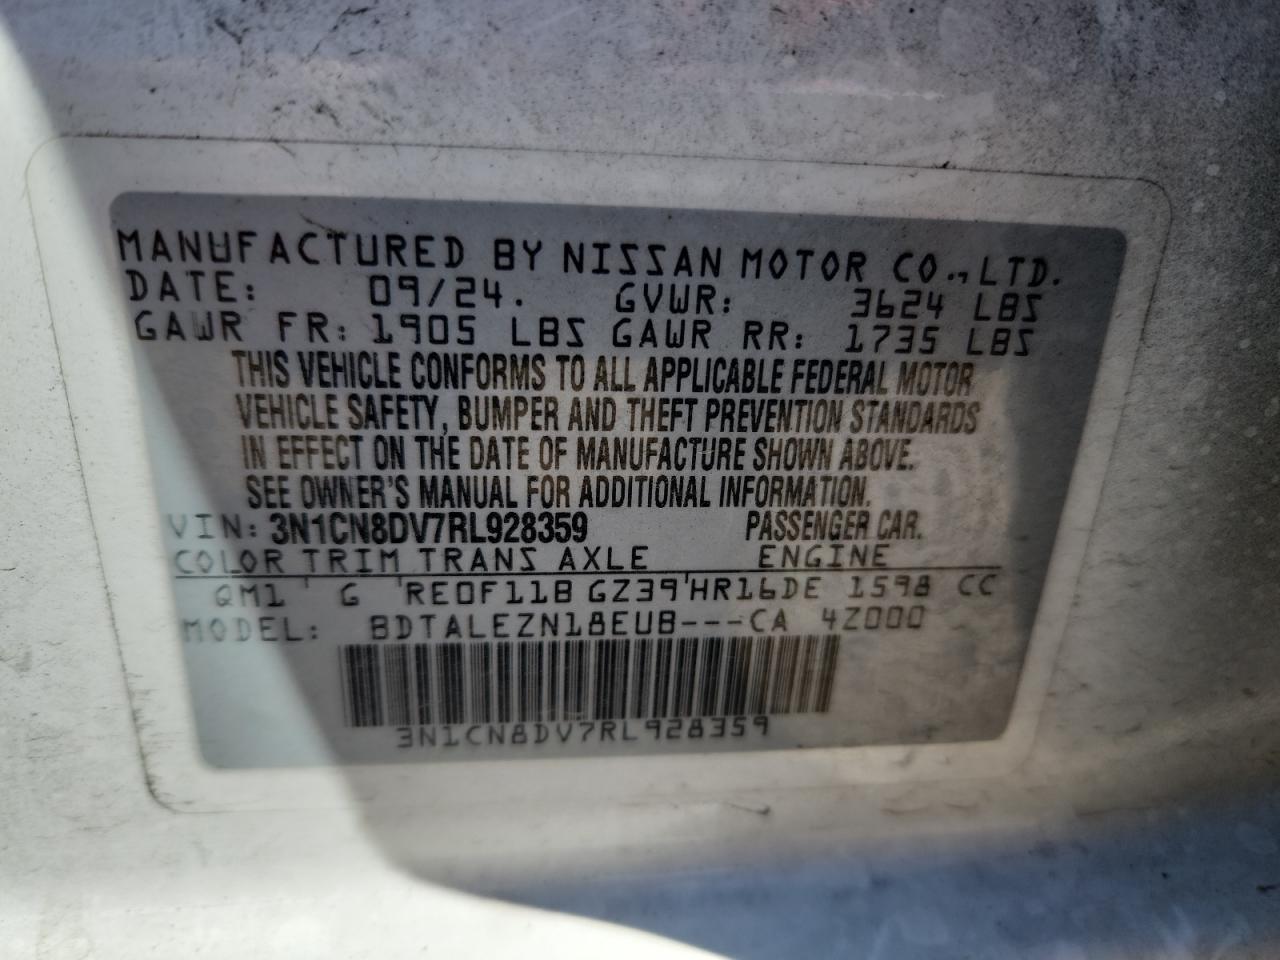 MANUFACTURED BY NISSAN MOTOR CO., LTD.
DATE: 09/24. GVWR: 3624 LBS
GAWR FR: 1905 LBS GAWR RR: 1735 LBS
THIS VEHICLE CONFORMS TO ALL APPLICABLE FEDERAL MOTOR
VEHICLE SAFETY, BUMPER AND THEFT PREVENTION STANDARDS
IN EFFECT ON THE DATE OF MANUFACTURE SHOWN ABOVE.
SEE OWNER'S MANUAL FOR ADDITIONAL INFORMATION.
VIN: 3N1CN8DV7RL928359 PASSENGER CAR.
COLOR TRIM TRANS AXLE ENGINE
QM1 G RE0F11B GZ39 HR16DE 1598 CC
MODEL: BDTALEZN18EUB---CA 4Z000
3N1CN8DV7RL928359